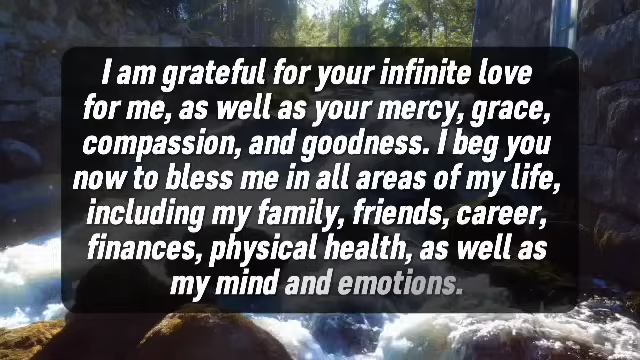 I am grateful for your infinite love
for me, as well as your mercy, grace,
compassion, and goodness. I beg you
now to bless me in all areas of my life,
including my family, friends, career,
finances, physical health, as well as
my mind and emotions.